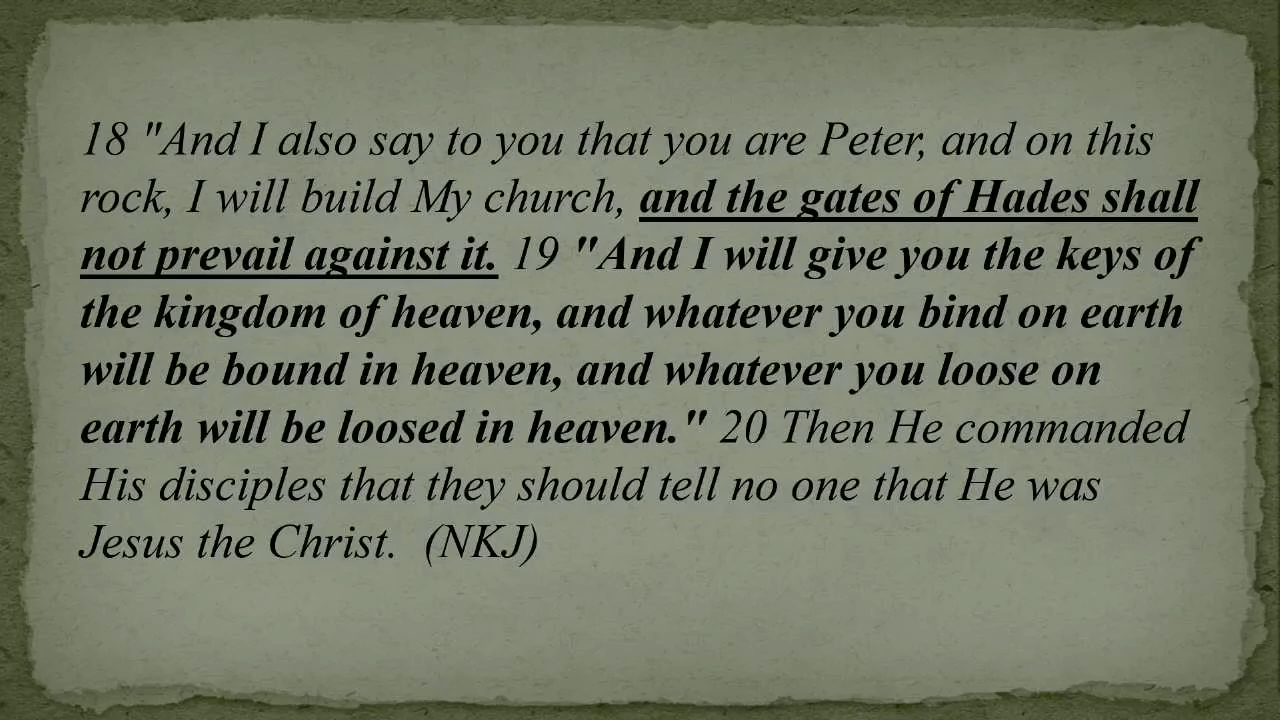 18 "And I also say to you that you are Peter, and on this
rock, I will build My church, and the gates of Hades shall
not prevail against it. 19 "And I will give you the keys of
the kingdom of heaven, and whatever you bind on earth
will be bound in heaven, and whatever you loose on
earth will be loosed in heaven." 20 Then He commanded
His disciples that they should tell no one that He was
Jesus the Christ.  (NKJ)